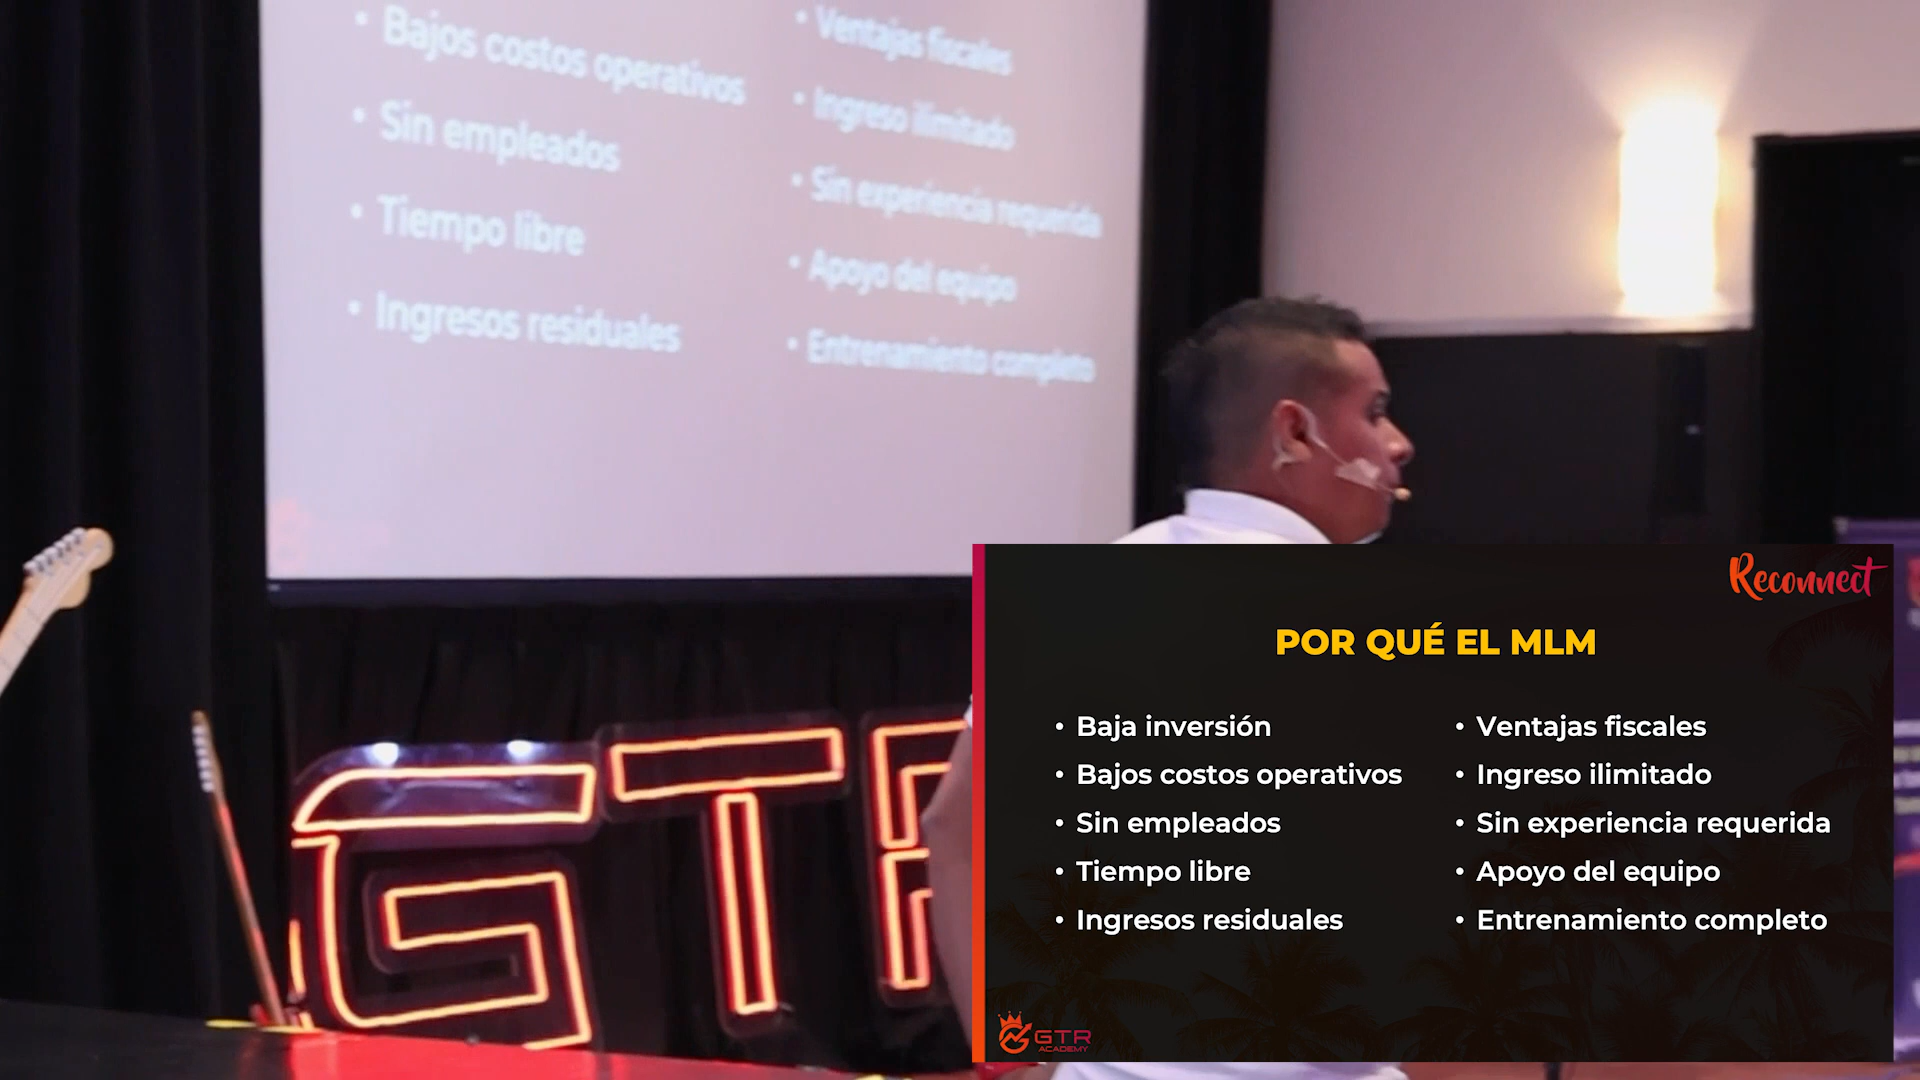 • Bajos costos operativos
• Sin empleados
• Tiempo libre
• Ingresos residuales
• Ventajas fiscales
• Ingreso ilimitado
• Sin experiencia requerida
• Apoyo del equipo
• Entrenamiento completo
GTR
Reconnect
POR QUÉ EL MLM
• Baja inversión
• Bajos costos operativos
• Sin empleados
• Tiempo libre
• Ingresos residuales
• Ventajas fiscales
• Ingreso ilimitado
• Sin experiencia requerida
• Apoyo del equipo
• Entrenamiento completo
GTR
ACADEMY